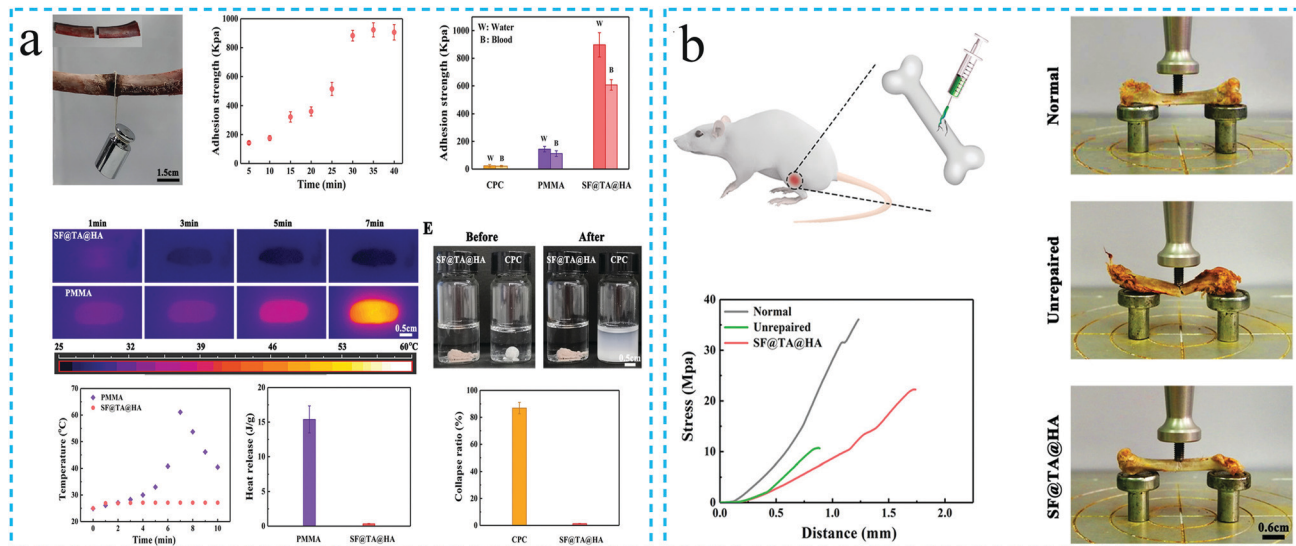 a
1.5cm
Adhesion strength (Kpa)
1000
800
600
400
200
0
5 10 15 20 25 30 35 40
Time (min)
Adhesion strength (Kpa)
1000
800
600
400
200
0
W: Water
B: Blood
W B
W B
W
B
CPC PMMA SF@TA@HA
1min 3min 5min 7min
SF@TA@HA
PMMA
0.5cm
25 32 39 46 53 60°C
E
Before After
SF@TA@HA CPC SF@TA@HA CPC
0.5cm
Temperature (°C)
70
60
50
40
30
20
PMMA
SF@TA@HA
0 2 4 6 8 10
Time (min)
Heat release (J/g)
20
15
10
5
0
PMMA SF@TA@HA
Collapse ratio (%)
100
80
60
40
20
0
CPC SF@TA@HA
b
Stress (Mpa)
40
30
20
10
0
Normal
Unrepaired
SF@TA@HA
0.0 0.5 1.0 1.5 2.0
Distance (mm)
Normal
Unrepaired
SF@TA@HA
0.6cm